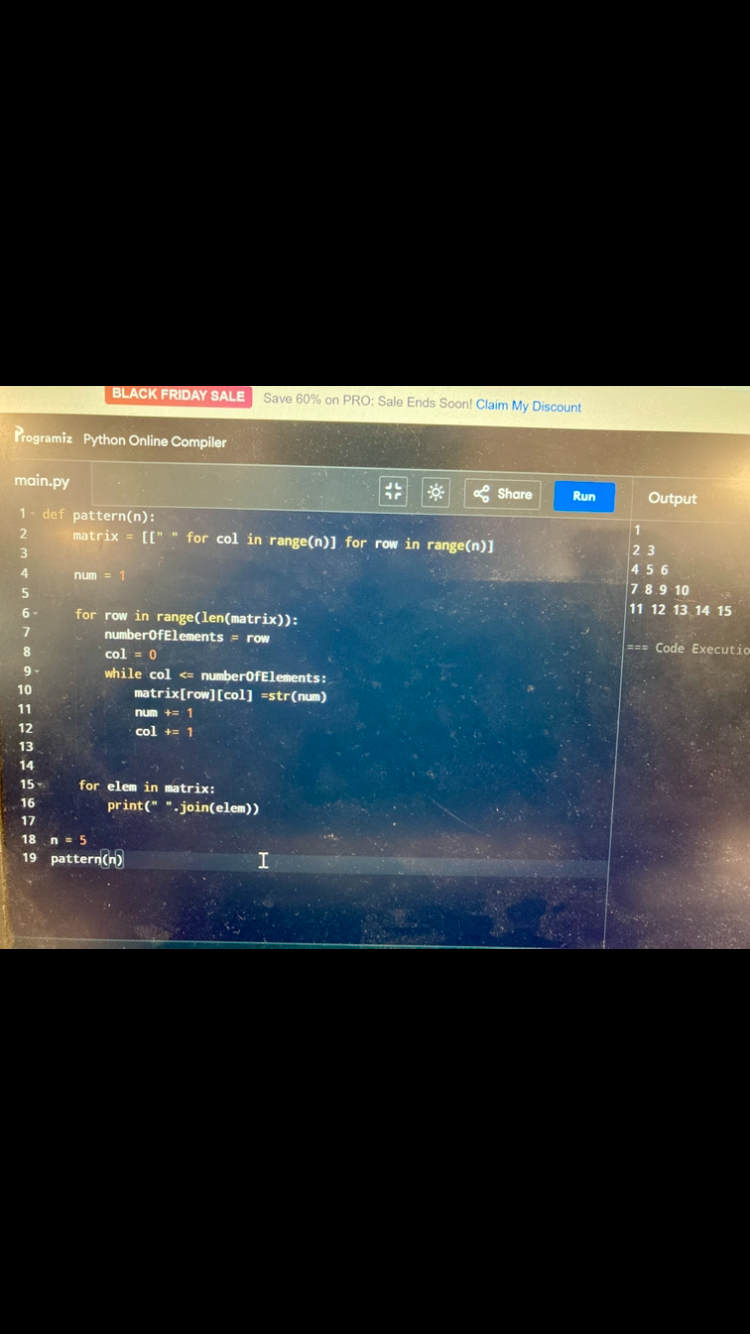 BLACK FRIDAY SALE Save 60% on PRO: Sale Ends Soon! Claim My Discount
Programiz Python Online Compiler
main.py Share Run Output
1 def pattern(n):
2     matrix = [[" " for col in range(n)] for row in range(n)]
3
4     num = 1
5
6     for row in range(len(matrix)):
7         numberOfElements = row
8         col = 0
9         while col <= numberOfElements:
10             matrix[row][col] =str(num)
11             num += 1
12             col += 1
13
14
15     for elem in matrix:
16         print(" ".join(elem))
17
18 n = 5
19 pattern(n)
1
2 3
4 5 6
7 8 9 10
11 12 13 14 15
=== Code Executio